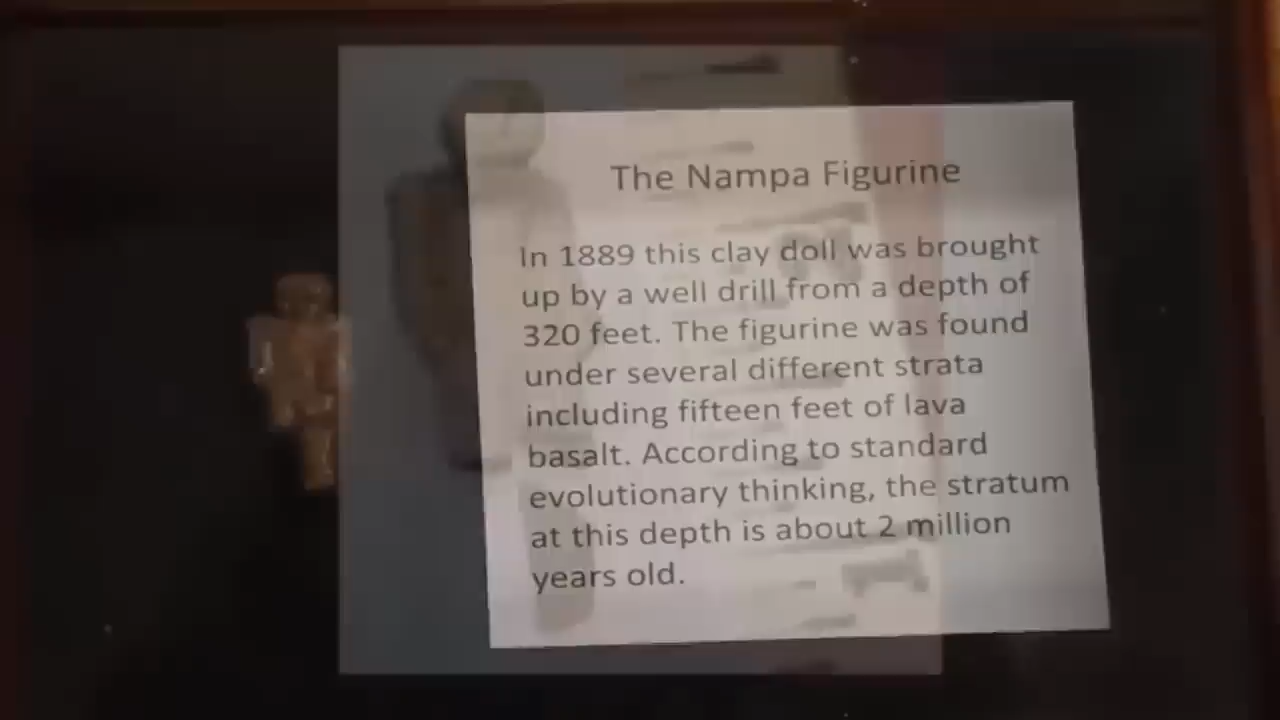 The Nampa Figurine
In 1889 this clay doll was brought
up by a well drill from a depth of
320 feet. The figurine was found
under several different strata
including fifteen feet of lava
basalt. According to standard
evolutionary thinking, the stratum
at this depth is about 2 million
years old.